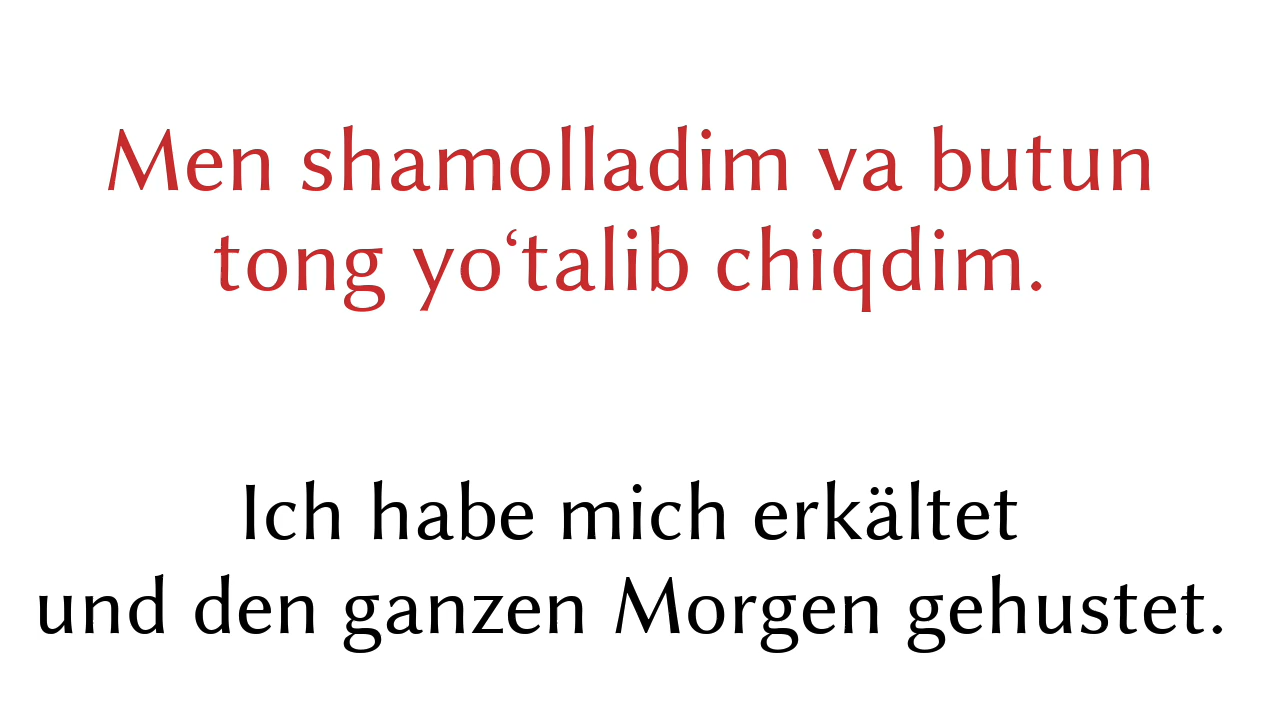 Men shamolladim va butun
tong yo‘talib chiqdim.
Ich habe mich erkältet
und den ganzen Morgen gehustet.